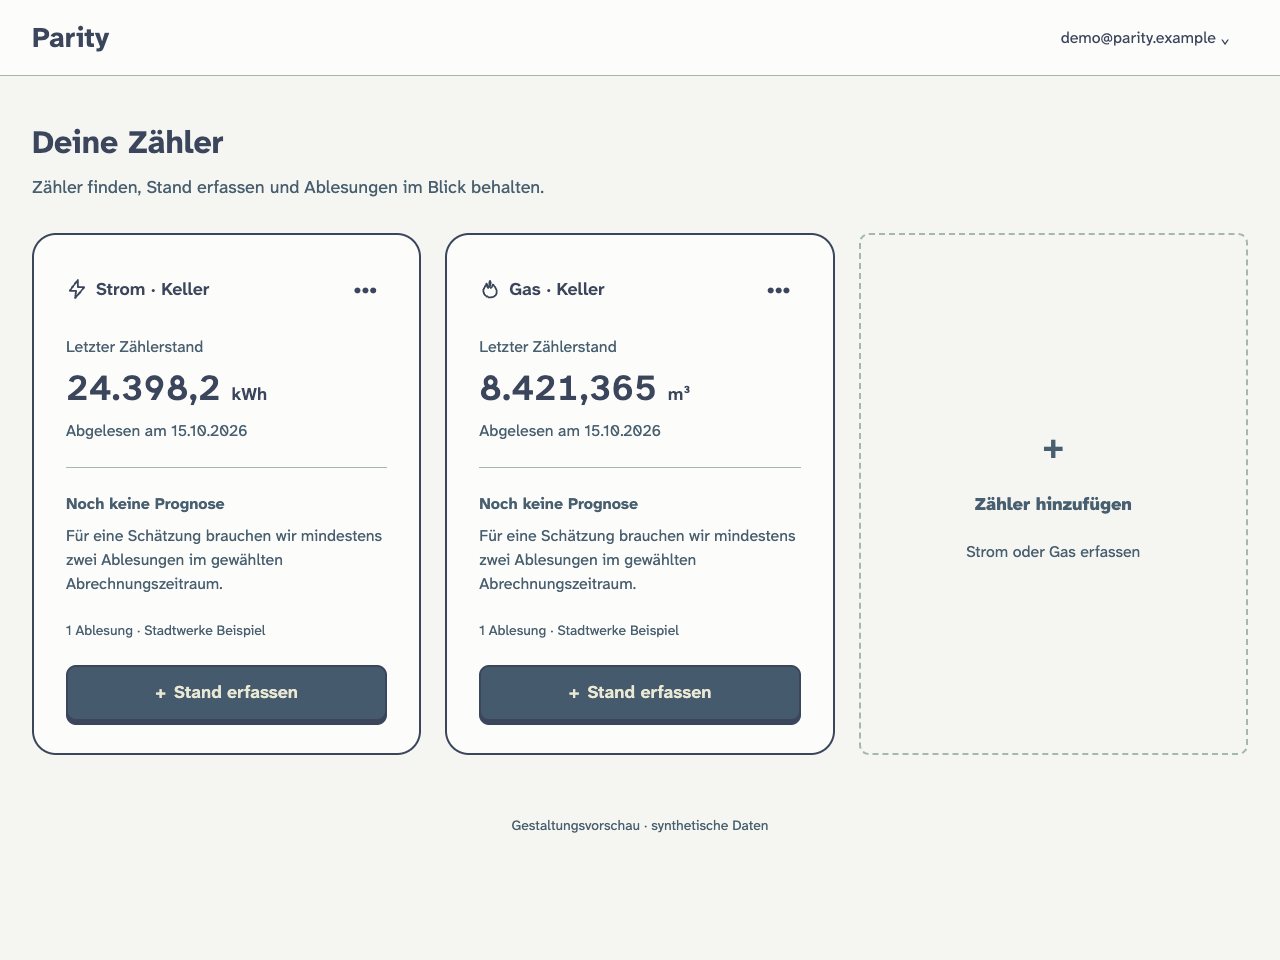 Parity
demo@parity.example
Deine Zähler
Zähler finden, Stand erfassen und Ablesungen im Blick behalten.
Strom · Keller
Letzter Zählerstand
24.398,2 kWh
Abgelesen am 15.10.2026
Noch keine Prognose
Für eine Schätzung brauchen wir mindestens
zwei Ablesungen im gewählten
Abrechnungszeitraum.
1 Ablesung · Stadtwerke Beispiel
+ Stand erfassen
Gas · Keller
Letzter Zählerstand
8.421,365 m³
Abgelesen am 15.10.2026
Noch keine Prognose
Für eine Schätzung brauchen wir mindestens
zwei Ablesungen im gewählten
Abrechnungszeitraum.
1 Ablesung · Stadtwerke Beispiel
+ Stand erfassen
+
Zähler hinzufügen
Strom oder Gas erfassen
Gestaltungsvorschau · synthetische Daten